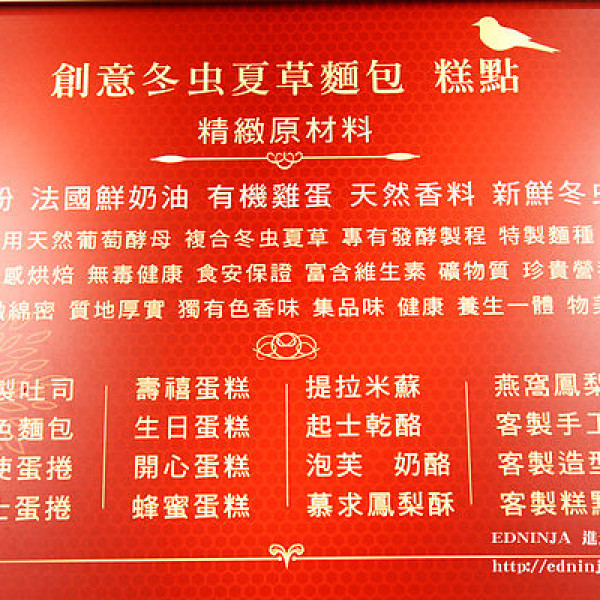 創意冬虫夏草麵包 糕點
精緻原材料
粉 法國鮮奶油 有機雞蛋 天然香料 新鮮冬虫
用天然葡萄酵母 複合冬虫夏草 專有發酵製程 特製麵種
感烘焙 無毒健康 食安保證 富含維生素 礦物質 珍貴營
綿密 質地厚實 獨有色香味 集品味 健康 養生一體 物美
製吐司 壽禧蛋糕 提拉米蘇 燕窩鳳梨
色麵包 生日蛋糕 起士乾酪 客製手工
使蛋捲 開心蛋糕 泡芙 奶酪 客製造型
士蛋捲 蜂蜜蛋糕 慕求鳳梨酥 客製糕點
EDNINJA 進
http://edninj